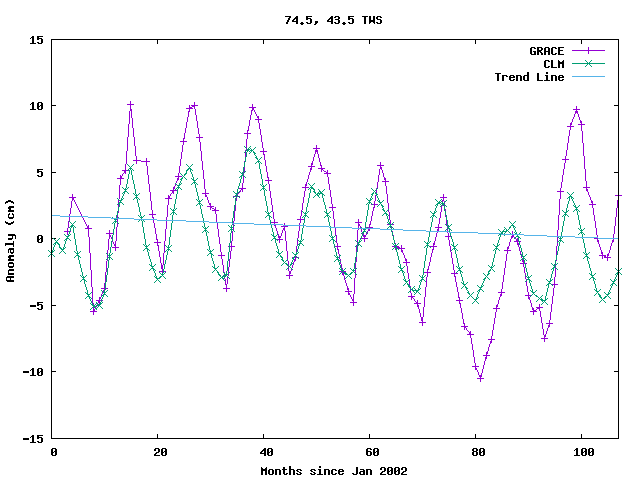 74.5, 43.5 TWS
GRACE
CLM
Trend Line
15
10
5
0
-5
-10
-15
Anomaly (cm)
0 20 40 60 80 100
Months since Jan 2002